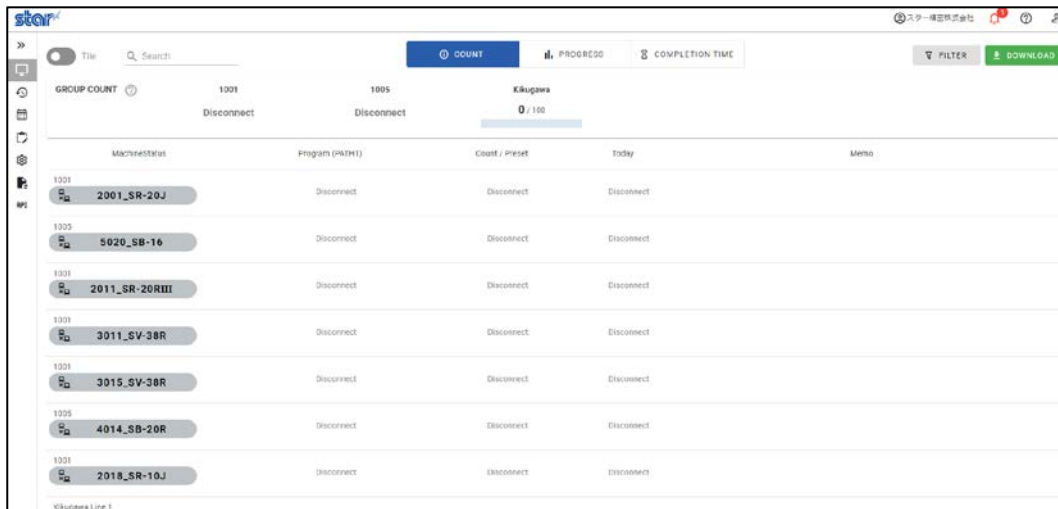 star
スター精密株式会社 1
Tile Search COUNT PROGRESS COMPLETION TIME FILTER DOWNLOAD
GROUP COUNT 1001 1005 Kikugawa
Disconnect Disconnect 0 / 100
MachineStatus Program (PATH1) Count / Preset Today Memo
1001
2001_SR-20J Disconnect Disconnect Disconnect
1005
5020_SB-16 Disconnect Disconnect Disconnect
1001
2011_SR-20RIII Disconnect Disconnect Disconnect
1001
3011_SV-38R Disconnect Disconnect Disconnect
1001
3015_SV-38R Disconnect Disconnect Disconnect
1005
4014_SB-20R Disconnect Disconnect Disconnect
1001
2018_SR-10J Disconnect Disconnect Disconnect
Kikugawa Line 1